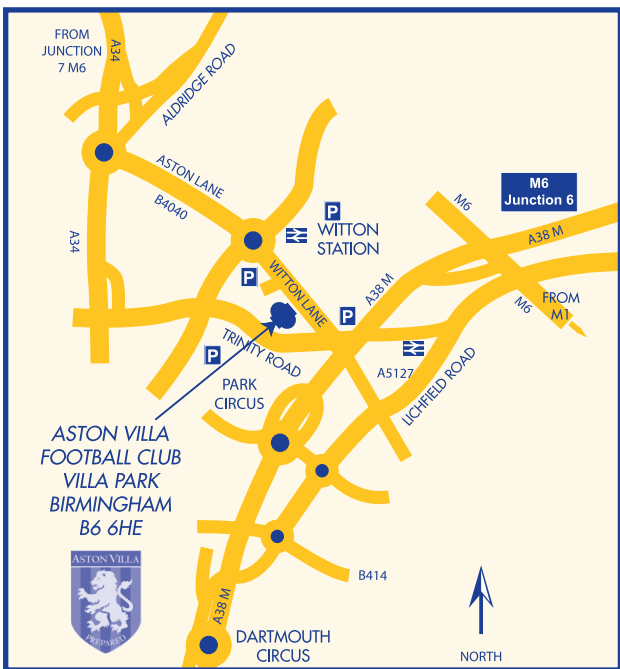 FROM
JUNCTION
7 M6
A34
ALDRIDGE ROAD
ASTON LANE
B4040
A34
P
WITTON
STATION
P
WITTON LANE
M6
Junction 6
M6
A38 M
A38 M
M6
FROM
M1
P
P
TRINITY ROAD
PARK
CIRCUS
A5127
LICHFIELD ROAD
ASTON VILLA
FOOTBALL CLUB
VILLA PARK
BIRMINGHAM
B6 6HE
ASTON VILLA
PREPARED
B414
A38 M
DARTMOUTH
CIRCUS
NORTH